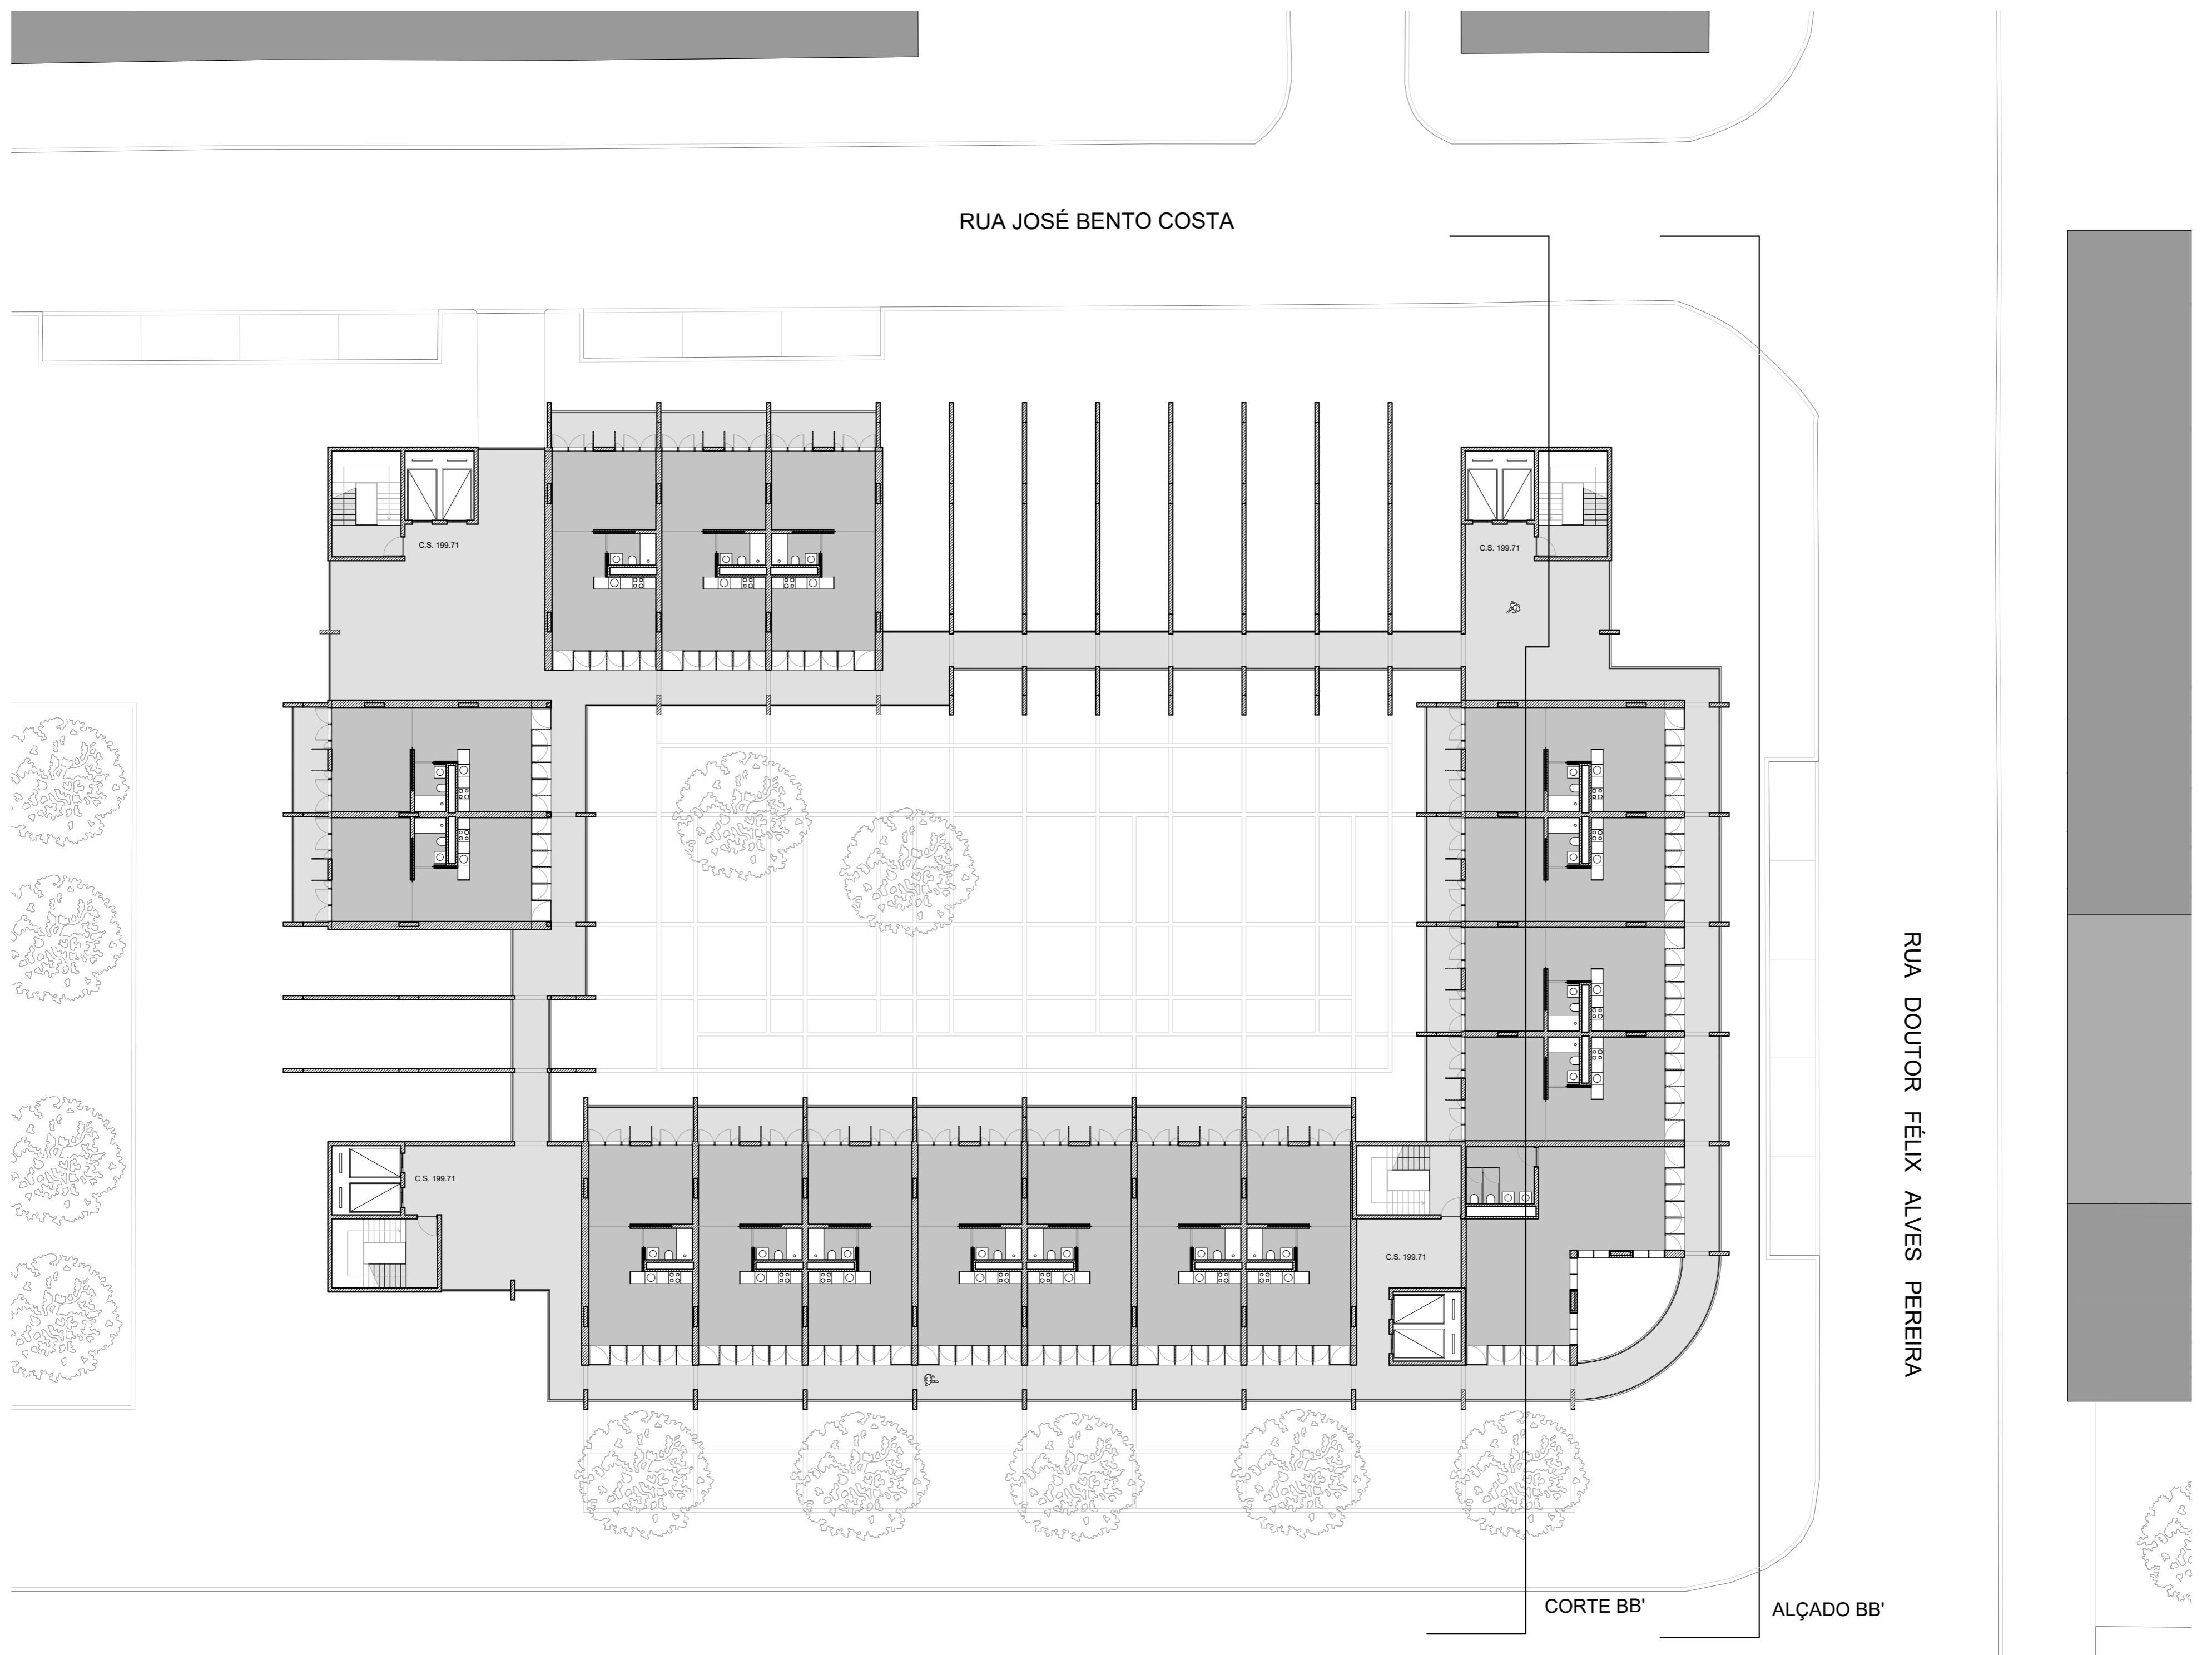 RUA JOSÉ BENTO COSTA
C.S. 199.71
C.S. 199.71
RUA DOUTOR FÉLIX ALVES PEREIRA
C.S. 199.71
C.S. 199.71
CORTE BB'
ALÇADO BB'